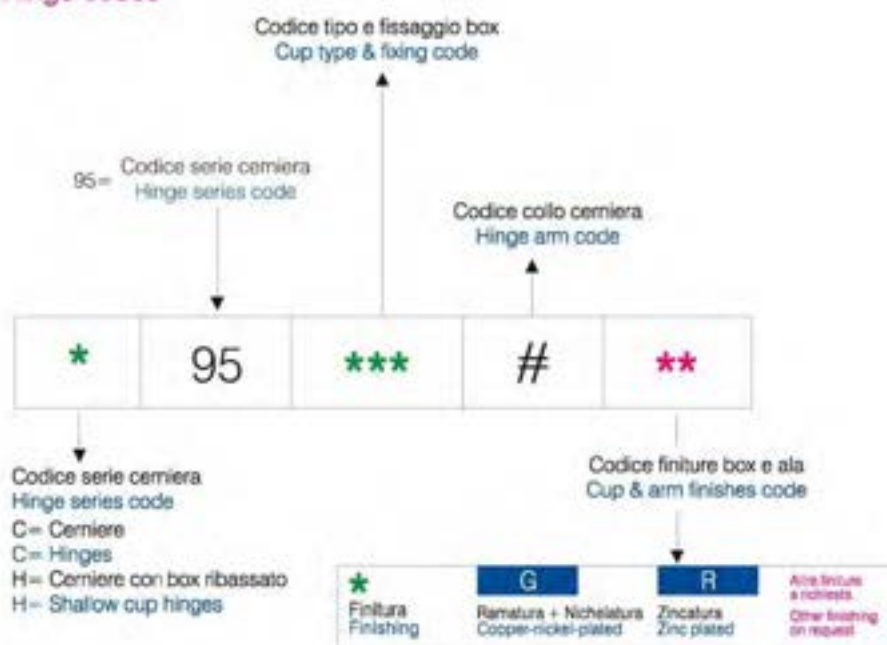 Codice tipo e fissaggio box
Cup type & fixing code
95=
Codice serie cerniera
Hinge series code
Codice collo cerniera
Hinge arm code
* 95 *** # **
Codice serie cerniera
Hinge series code
C= Cerniere
C= Hinges
H= Cerniere con box ribassato
H= Shallow cup hinges
Codice finiture box e ala
Cup & arm finishes code
* G R
Finitura
Finishing
Ramatura + Nichelatura
Copper-nickel-plated
Zincatura
Zinc plated
Altre finiture
a richiesta
Other finishing
on request